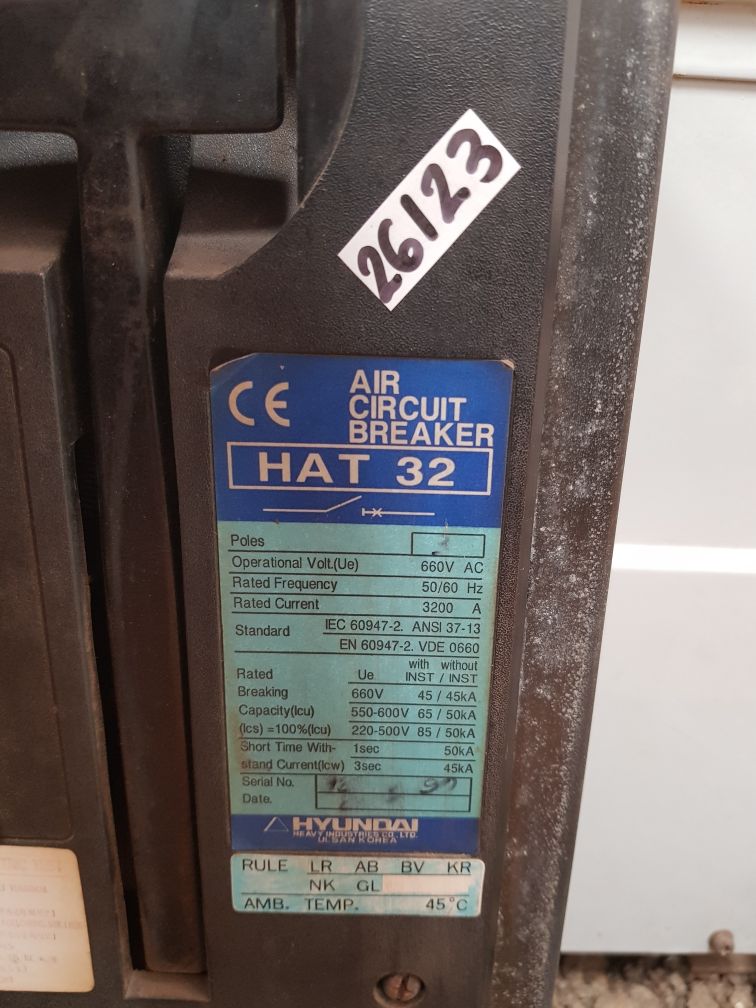 26123
CE
AIR
CIRCUIT
BREAKER
HAT 32
Poles
Operational Volt.(Ue) 660V AC
Rated Frequency 50/60 Hz
Rated Current 3200 A
Standard IEC 60947-2. ANSI 37-13
EN 60947-2. VDE 0660
with without
Rated Ue INST / INST
Breaking 660V 45 / 45kA
Capacity(Icu) 550-600V 65 / 50kA
(Ics) =100%(Icu) 220-500V 85 / 50kA
Short Time With- 1sec 50kA
stand Current(Icw) 3sec 45kA
Serial No.
Date.
HYUNDAI
HEAVY INDUSTRIES CO., LTD.
ULSAN KOREA
RULE LR AB BV KR
NK GL
AMB. TEMP. 45°C